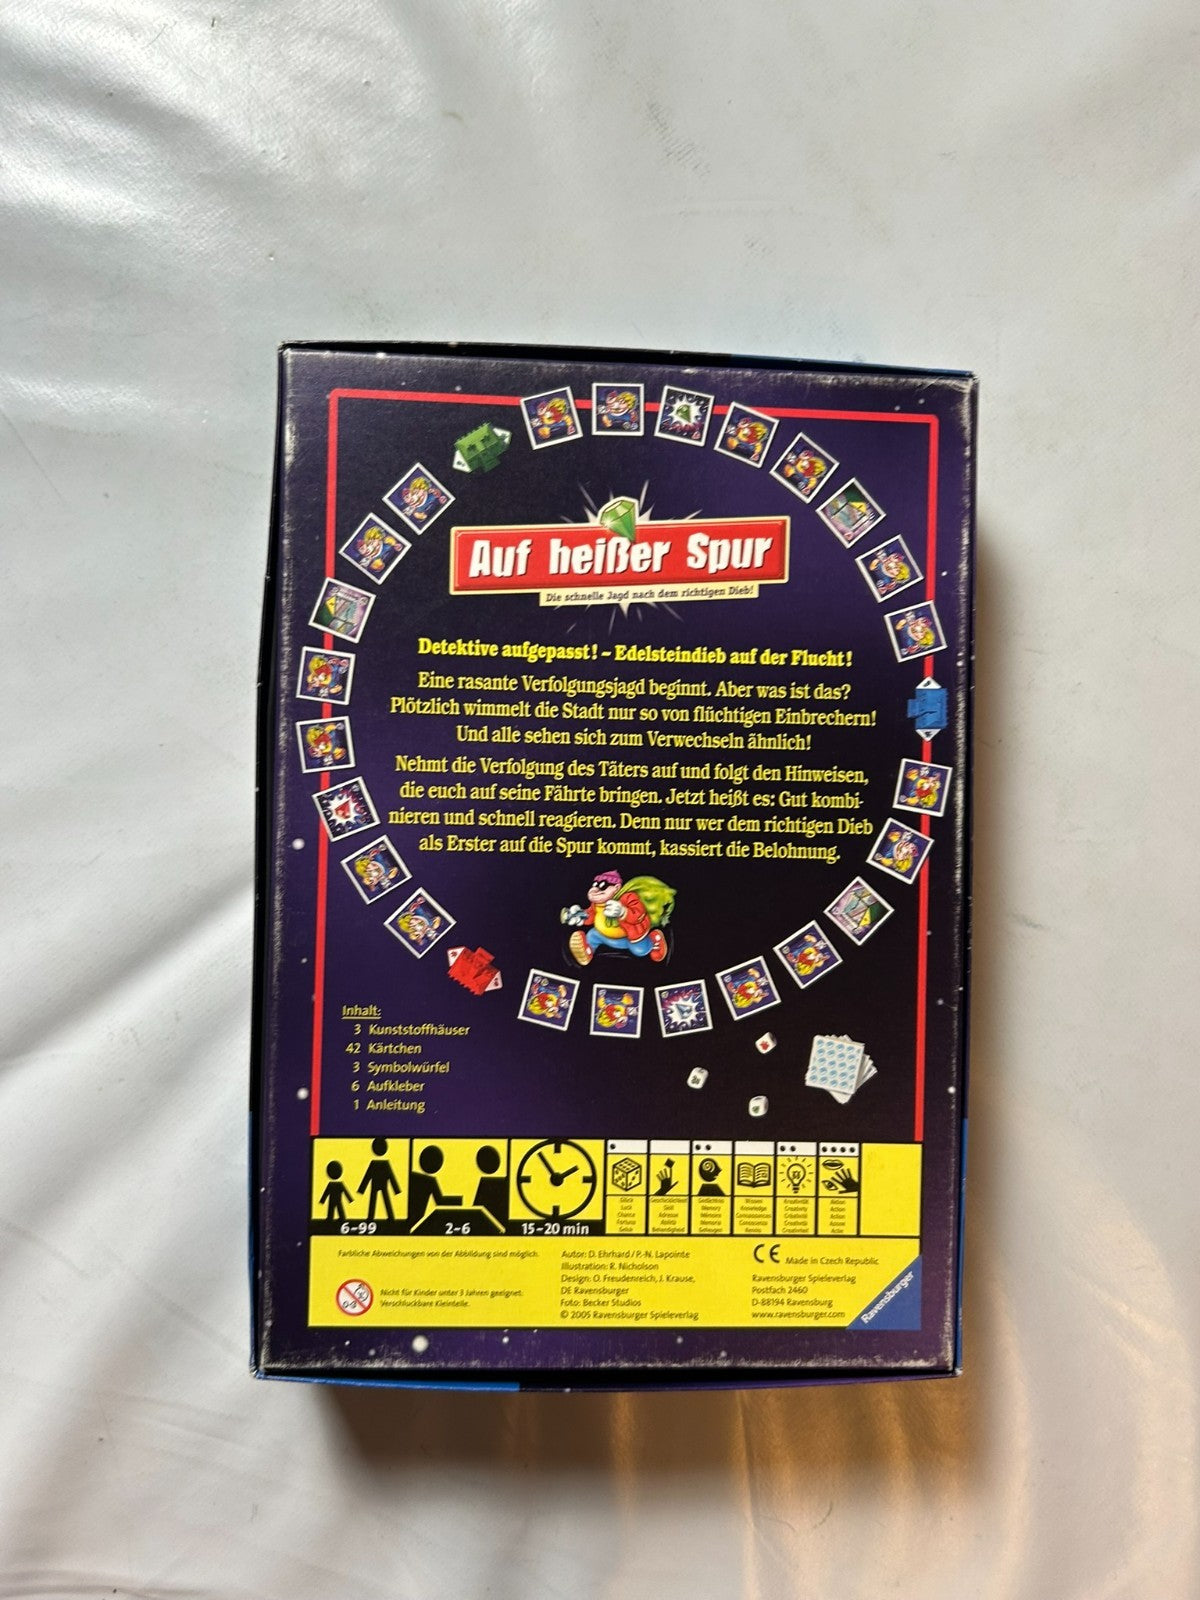 Auf heißer Spur
Die schnelle Jagd nach dem richtigen Dieb!
Detektive aufgepasst! – Edelsteindieb auf der Flucht!
Eine rasante Verfolgungsjagd beginnt. Aber was ist das?
Plötzlich wimmelt die Stadt nur so von flüchtigen Einbrechern!
Und alle sehen sich zum Verwechseln ähnlich!
Nehmt die Verfolgung des Täters auf und folgt den Hinweisen,
die euch auf seine Fährte bringen. Jetzt heißt es: Gut kombi-
nieren und schnell reagieren. Denn nur wer dem richtigen Dieb
als Erster auf die Spur kommt, kassiert die Belohnung.
Inhalt:
3 Kunststoffhäuser
42 Kärtchen
3 Symbolwürfel
6 Aufkleber
1 Anleitung
6-99
2-6
15-20 min
Farbliche Abweichungen von der Abbildung sind möglich.
Nicht für Kinder unter 3 Jahren geeignet.
Verschluckbare Kleinteile.
Autor: D. Ehrhard / P.-N. Lapointe
Illustration: R. Nicholson
Design: O. Freudenreich, J. Krause,
DE Ravensburger
Foto: Becker Studios
© 2005 Ravensburger Spieleverlag
CE Made in Czech Republic
Ravensburger Spieleverlag
Postfach 2460
D-88194 Ravensburg
www.ravensburger.com
Ravensburger